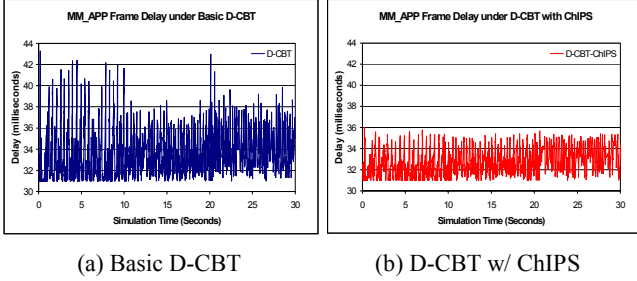 MM_APP Frame Delay under Basic D-CBT
D-CBT
Delay (milliseconds)
44
42
40
38
36
34
32
30
0 5 10 15 20 25 30
Simulation Time (Seconds)
(a) Basic D-CBT
MM_APP Frame Delay under D-CBT with ChIPS
D-CBT-ChIPS
Delay (milliseconds)
44
42
40
38
36
34
32
30
0 5 10 15 20 25 30
Simulation Time (Seconds)
(b) D-CBT w/ ChIPS